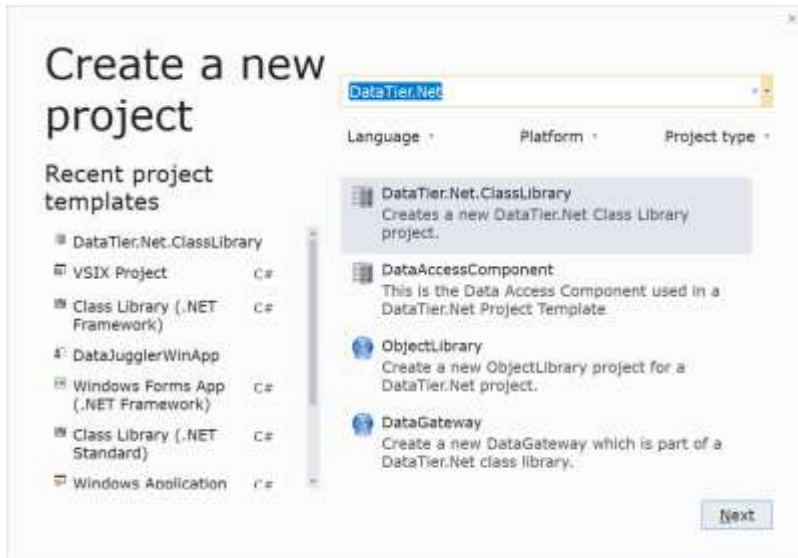 Create a new
project
Recent project
templates
DataTier.Net.ClassLibrary
VSIX Project C#
Class Library (.NET
Framework) C#
DataJugglerWinApp
Windows Forms App
(.NET Framework) C#
Class Library (.NET
Standard) C#
Windows Application C#
DataTier.Net
Language Platform Project type
DataTier.Net.ClassLibrary
Creates a new DataTier.Net Class Library
project.
DataAccessComponent
This is the Data Access Component used in a
DataTier.Net Project Template
ObjectLibrary
Create a new ObjectLibrary project for a
DataTier.Net project.
DataGateway
Create a new DataGateway which is part of a
DataTier.Net class library.
Next